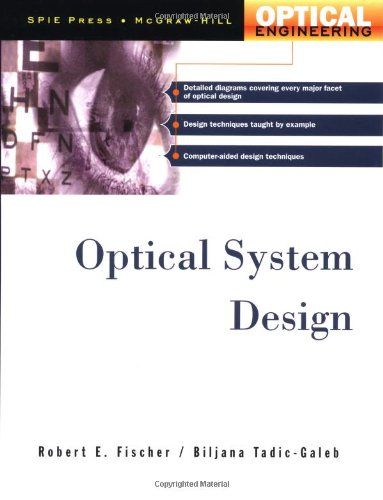 SPIE PRESS • MCGRAW-HILL
OPTICAL
ENGINEERING
Detailed diagrams covering every major facet
of optical design
Design techniques taught by example
Computer-aided design techniques
E
H N
D F N
P T X Z
Optical System
Design
Robert E. Fischer / Biljana Tadic-Galeb